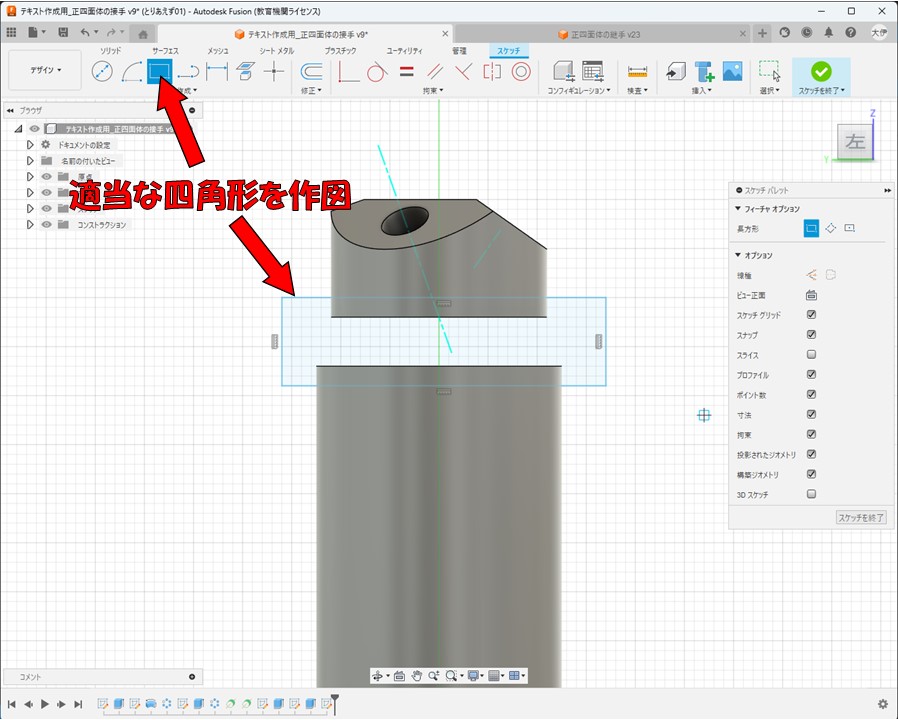 テキスト作成用_正四面体の接手 v9* (とりあえず01) - Autodesk Fusion (教育機関ライセンス)
テキスト作成用_正四面体の接手 v9*
正四面体の継手 v23
大伊
ソリッド
サーフェス
メッシュ
シート メタル
プラスチック
ユーティリティ
管理
スケッチ
デザイン
成
修正
拘束
コンフィギュレーション
検査
挿入
選択
スケッチを終了
ブラウザ
テキスト作成用_正四面体の接手 v9
ドキュメントの設定
名前の付いたビュー
原点
コンストラクション
適当な四角形を作図
左
Z
Y
スケッチ パレット
フィーチャ オプション
長方形
オプション
線種
ビュー正面
スケッチ グリッド
スナップ
スライス
プロファイル
ポイント数
寸法
拘束
投影されたジオメトリ
構築ジオメトリ
3D スケッチ
スケッチを終了
コメント